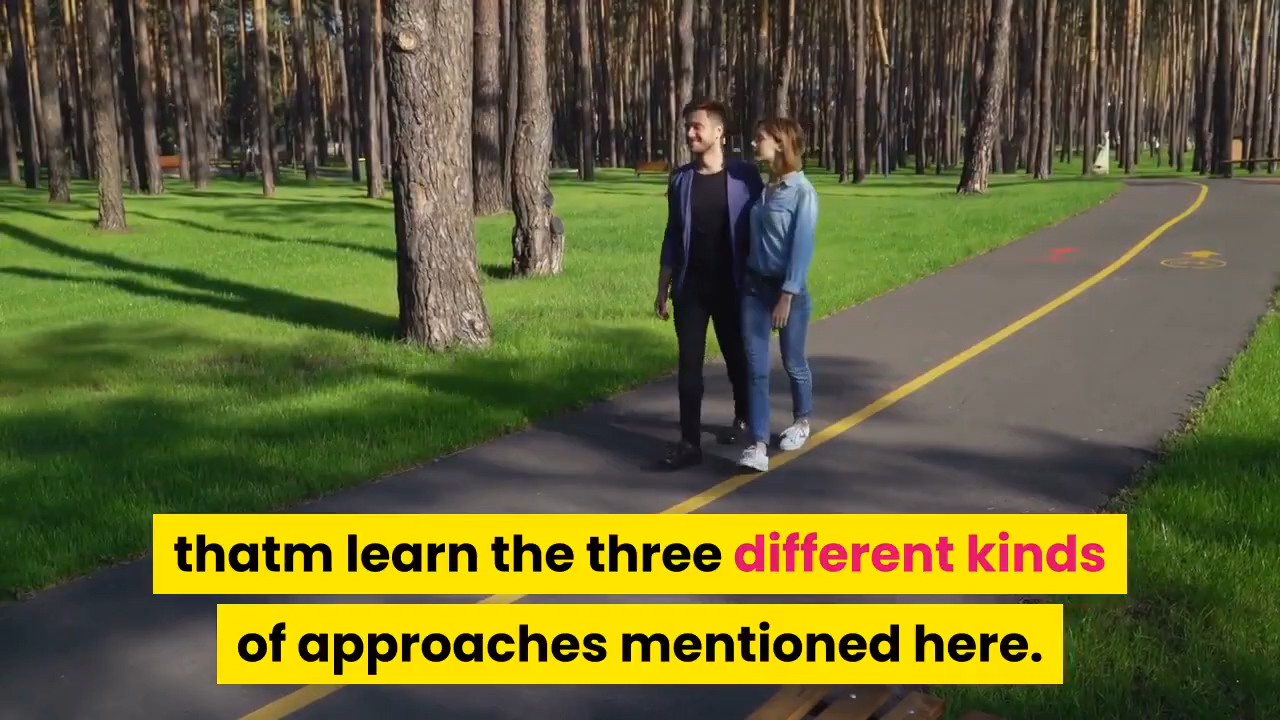 thatm learn the three different kinds
of approaches mentioned here.